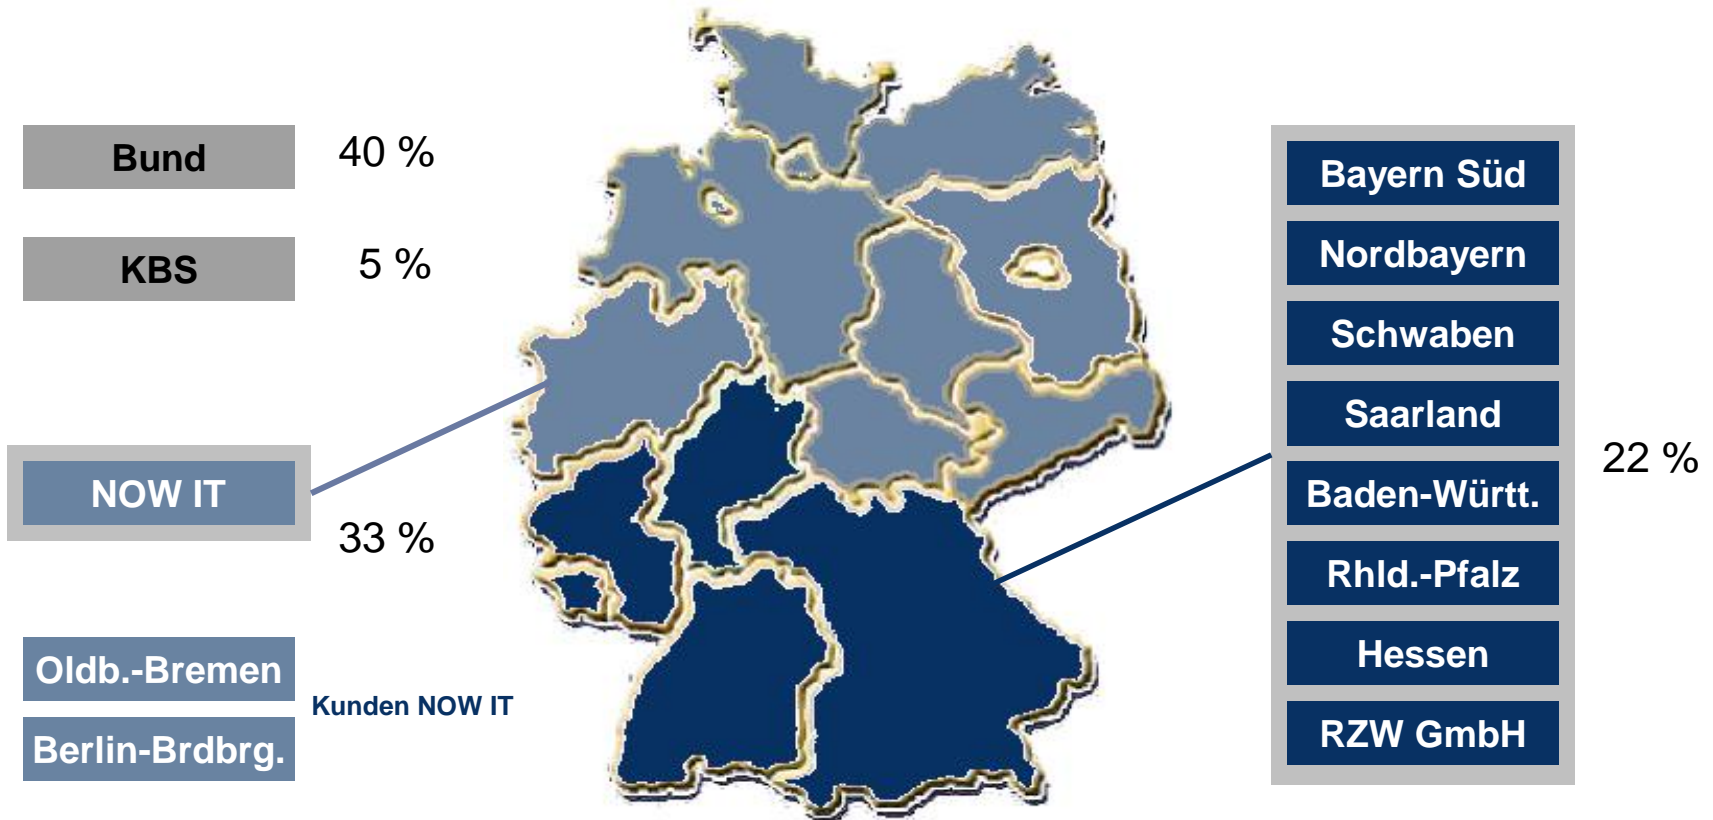 Bund
40 %
KBS
5 %
NOW IT
33 %
Oldb.-Bremen
Kunden NOW IT
Berlin-Brdbrg.
Bayern Süd
Nordbayern
Schwaben
Saarland
Baden-Württ.
Rhld.-Pfalz
Hessen
RZW GmbH
22 %